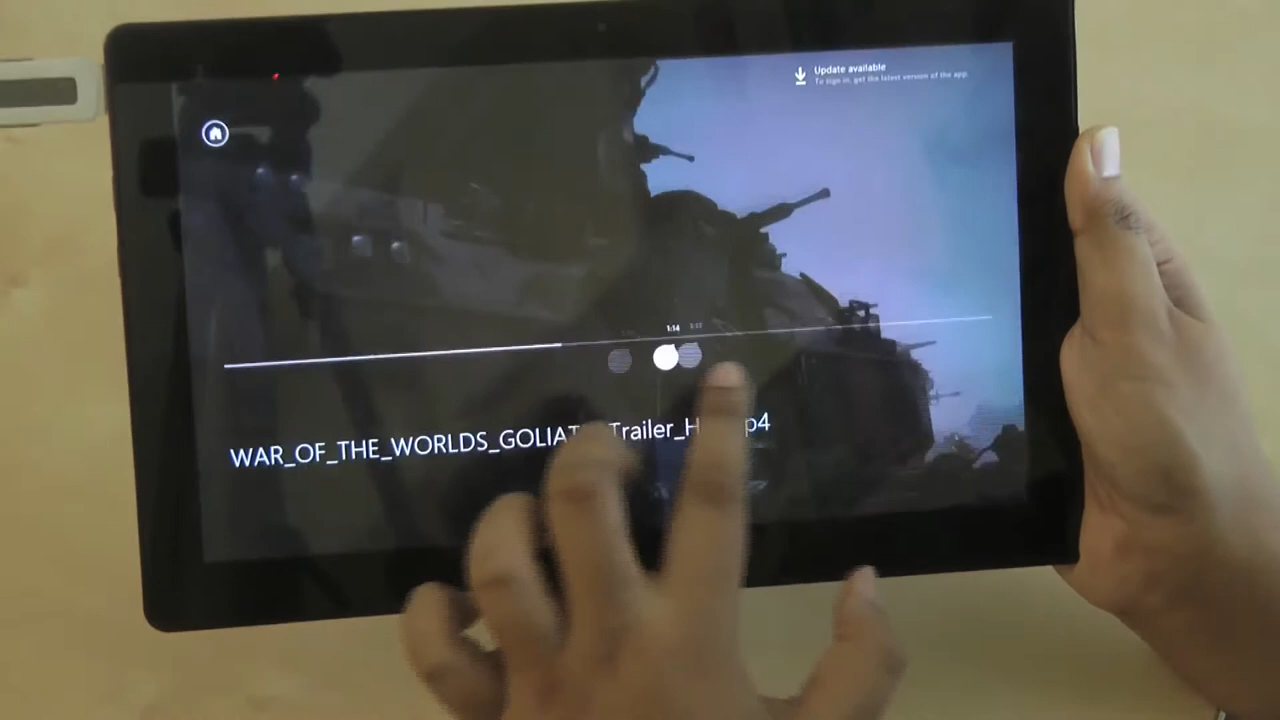 Update available
To sign in, get the latest version of the app.
1:14
WAR_OF_THE_WORLDS_GOLIAT Trailer_H p4